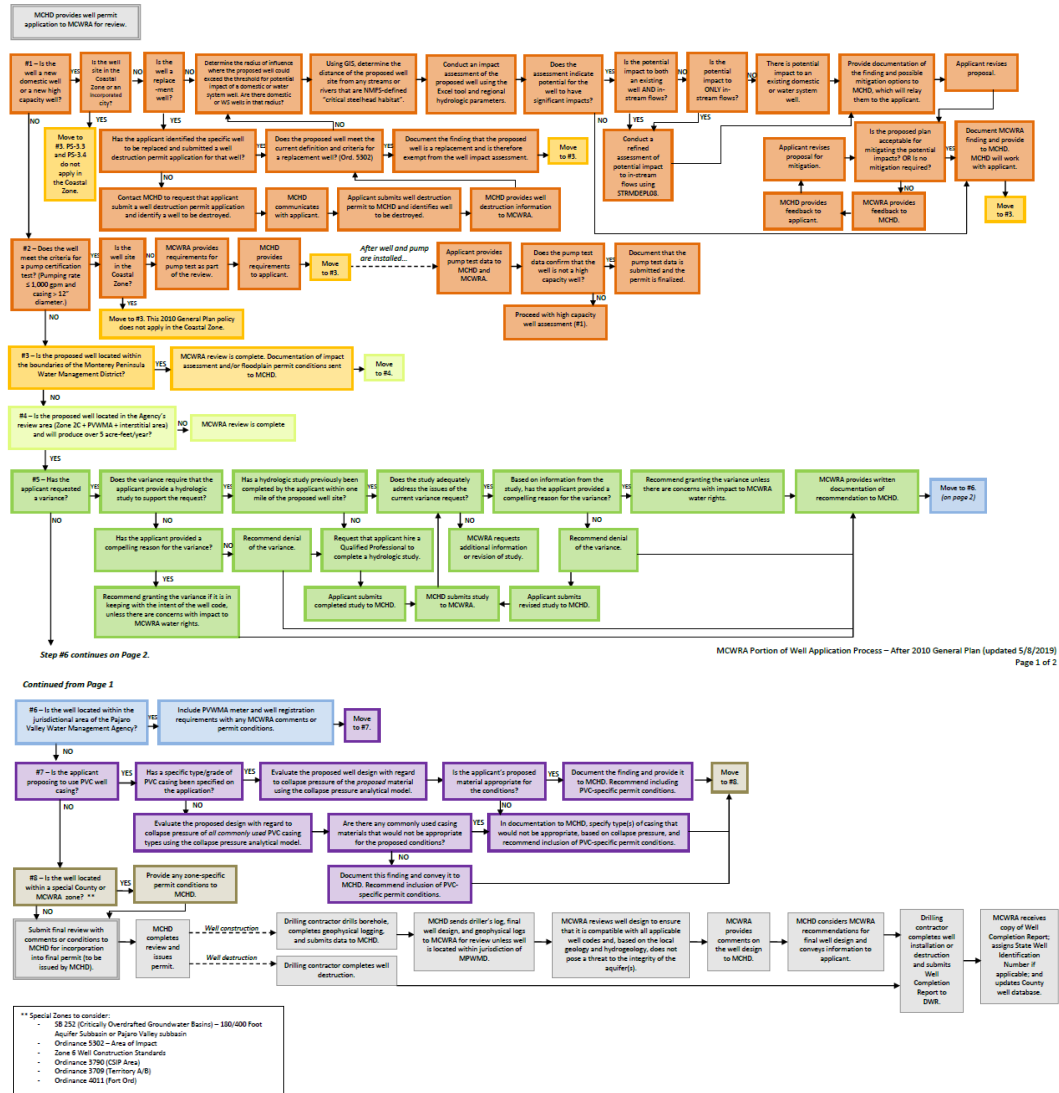 MCHD provides well permit
application to MCWRA for review.
#1 – Is the
well a new
domestic well
or a new high
capacity well?
YES
Is the well
site in the
Coastal
Zone or an
incorporated
city?
NO
Is the
well a
replace
-ment
well?
NO
Determine the radius of influence
where the proposed well could
exceed the threshold for potential
impact of a domestic or water
system well. Are there domestic
or WS wells in that radius?
Using GIS, determine the
distance of the proposed well
site from any streams or
rivers that are NMFS-defined
"critical steelhead habitat".
Conduct an impact
assessment of the
proposed well using the
Excel tool and regional
hydrologic parameters.
Does the
assessment indicate
potential for the
well to have
significant impacts?
YES
Is the potential
impact to both
an existing
well AND in-
stream flows?
NO
Is the
potential
impact to
ONLY in-
stream flows?
NO
There is potential
impact to an existing
domestic or water
system well.
Provide documentation of
the finding and possible
mitigation options to
MCHD, which will relay
them to the applicant.
Applicant revises
proposal.
NO
YES
YES
NO
YES
YES
Move to
#3. PS-3.3
and PS-3.4
do not
apply in
the Coastal
Zone.
Has the applicant identified the specific well
to be replaced and submitted a well
destruction permit application for that well?
YES
Does the proposed well meet the
current definition and criteria for
a replacement well? (Ord. 5302)
NO
YES
Document the finding that the proposed
well is a replacement and is therefore
exempt from the well impact assessment.
Move to #3.
Conduct a
refined
assessment of
potential impact
to in-stream
flows using
STRMDEPL08.
Applicant revises
proposal for
mitigation.
Is the proposed plan
acceptable for
mitigating the potential
impacts? OR Is no
mitigation required?
YES
NO
Document MCWRA
finding and provide
to MCHD.
MCHD will work
with applicant.
NO
Contact MCHD to request that applicant
submit a well destruction permit application
and identify a well to be destroyed.
MCHD
communicates
with applicant.
Applicant submits well destruction
permit to MCHD and identifies well
to be destroyed.
MCHD provides well
destruction information
to MCWRA.
MCHD provides
feedback to
applicant.
MCWRA provides
feedback to
MCHD.
Move
to #3.
#2 – Does the well
meet the criteria for
a pump certification
test? (Pumping rate
≤ 1,000 gpm and
casing > 12"
diameter.)
YES
Is the
well site
in the
Coastal
Zone?
NO
MCWRA provides
requirements for
pump test as part
of the review.
MCHD
provides
requirements
to applicant.
Move
to #3.
After well and pump
are installed...
Applicant provides
pump test data to
MCHD and
MCWRA.
Does the pump test
data confirm that the
well is not a high
capacity well?
YES
Document that the
pump test data is
submitted and the
permit is finalized.
YES
NO
NO
Move to #3. This 2010 General Plan policy
does not apply in the Coastal Zone.
Proceed with high capacity
well assessment (#1).
#3 – Is the proposed well located within
the boundaries of the Monterey Peninsula
Water Management District?
YES
MCWRA review is complete. Documentation of impact
assessment and/or floodplain permit conditions sent
to MCHD.
Move
to #4.
NO
#4 – Is the proposed well located in the Agency's
review area (Zone 2C + PVWMA + interstitial area)
and will produce over 5 acre-feet/year?
NO
MCWRA review is complete
YES
#5 – Has the
applicant requested
a variance?
YES
Does the variance require that the
applicant provide a hydrologic
study to support the request?
YES
Has a hydrologic study previously been
completed by the applicant within one
mile of the proposed well site?
YES
Does the study adequately
address the issues of the
current variance request?
YES
Based on information from the
study, has the applicant provided a
compelling reason for the variance?
YES
Recommend granting the variance unless
there are concerns with impact to MCWRA
water rights.
MCWRA provides written
documentation of
recommendation to MCHD.
Move to #6.
(on page 2)
NO
NO
NO
NO
NO
Has the applicant provided a
compelling reason for the variance?
NO
Recommend denial
of the variance.
Request that applicant hire a
Qualified Professional to
complete a hydrologic study.
MCWRA requests
additional information
or revision of study.
Recommend denial
of the variance.
YES
Recommend granting the variance if it is in
keeping with the intent of the well code,
unless there are concerns with impact to
MCWRA water rights.
Applicant submits
completed study to MCHD.
MCHD submits study
to MCWRA.
Applicant submits
revised study to MCHD.
Step #6 continues on Page 2.
MCWRA Portion of Well Application Process – After 2010 General Plan (updated 5/8/2019)
Page 1 of 2
Continued from Page 1
#6 – Is the well located within the
jurisdictional area of the Pajaro
Valley Water Management Agency?
YES
Include PVWMA meter and well registration
requirements with any MCWRA comments or
permit conditions.
Move
to #7.
NO
#7 – Is the applicant
proposing to use PVC well
casing?
YES
Has a specific type/grade of
PVC casing been specified on
the application?
YES
Evaluate the proposed well design with regard
to collapse pressure of the proposed material
using the collapse pressure analytical model.
Is the applicant's proposed
material appropriate for
the conditions?
YES
Document the finding and provide it
to MCHD. Recommend including
PVC-specific permit conditions.
Move
to #8.
NO
NO
NO
Evaluate the proposed design with regard to
collapse pressure of all commonly used PVC casing
types using the collapse pressure analytical model.
Are there any commonly used casing
materials that would not be appropriate
for the proposed conditions?
YES
In documentation to MCHD, specify type(s) of casing that
would not be appropriate, based on collapse pressure, and
recommend inclusion of PVC-specific permit conditions.
NO
Document this finding and convey it to
MCHD. Recommend inclusion of PVC-
specific permit conditions.
#8 – Is the well located
within a special County or
MCWRA zone? **
YES
Provide any zone-specific
permit conditions to
MCHD.
NO
Submit final review with
comments or conditions to
MCHD for incorporation
into final permit (to be
issued by MCHD).
MCHD
completes
review and
issues
permit.
Well construction
Well destruction
Drilling contractor drills borehole,
completes geophysical logging,
and submits data to MCHD.
Drilling contractor completes well
destruction.
MCHD sends driller's log, final
well design, and geophysical logs
to MCWRA for review unless well
is located within jurisdiction of
MPWMD.
MCWRA reviews well design to ensure
that it is compatible with all applicable
well codes and, based on the local
geology and hydrogeology, does not
pose a threat to the integrity of the
aquifer(s).
MCWRA
provides
comments on
the well design
to MCHD.
MCHD considers MCWRA
recommendations for
final well design and
conveys information to
applicant.
Drilling
contractor
completes well
installation or
destruction
and submits
Well
Completion
Report to
DWR.
MCWRA receives
copy of Well
Completion Report;
assigns State Well
Identification
Number if
applicable; and
updates County
well database.
** Special Zones to consider:
- SB 252 (Critically Overdrafted Groundwater Basins) – 180/400 Foot
Aquifer Subbasin or Pajaro Valley subbasin
- Ordinance 5302 – Area of Impact
- Zone 6 Well Construction Standards
- Ordinance 3790 (CSIP Area)
- Ordinance 3709 (Territory A/B)
- Ordinance 4011 (Fort Ord)